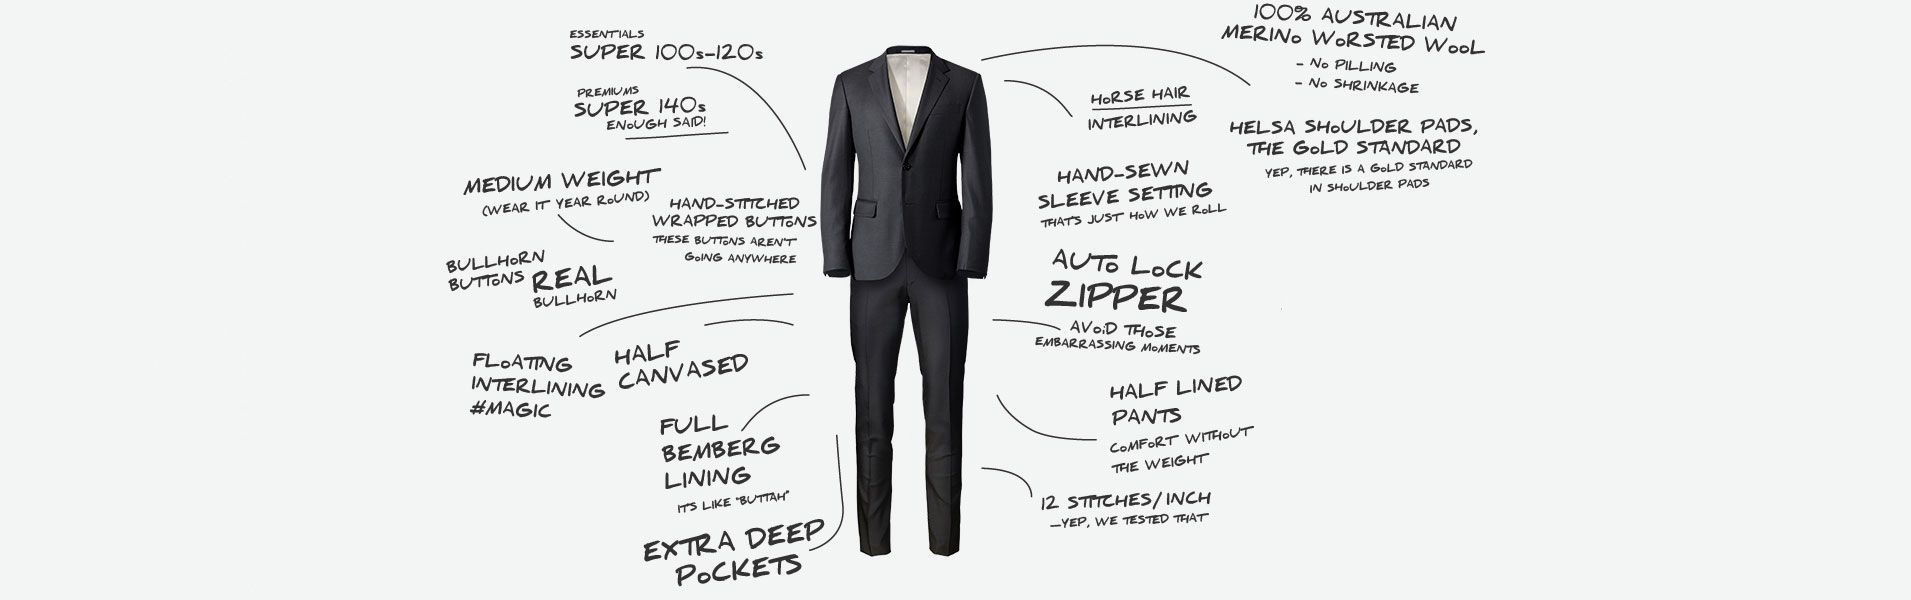 ESSENTIALS
SUPER 100s-120s
PREMIUMS
SUPER 140s
ENOUGH SAID!
MEDIUM WEIGHT
(WEAR IT YEAR ROUND)
HAND-STITCHED
WRAPPED BUTTONS
THESE BUTTONS AREN'T
GOING ANYWHERE
BULLHORN
BUTTONS REAL
BULLHORN
FLOATING
INTERLINING
#MAGIC
HALF
CANVASED
FULL
BEMBERG
LINING
IT'S LIKE "BUTTAH"
EXTRA DEEP
POCKETS
100% AUSTRALIAN
MERINO WORSTED WOOL
- NO PILLING
- NO SHRINKAGE
HORSE HAIR
INTERLINING
HELSA SHOULDER PADS,
THE GOLD STANDARD
YEP, THERE IS A GOLD STANDARD
IN SHOULDER PADS
HAND-SEWN
SLEEVE SETTING
THAT'S JUST HOW WE ROLL
AUTO LOCK
ZIPPER
AVOID THOSE
EMBARRASSING MOMENTS
HALF LINED
PANTS
COMFORT WITHOUT
THE WEIGHT
12 STITCHES/INCH
-YEP, WE TESTED THAT